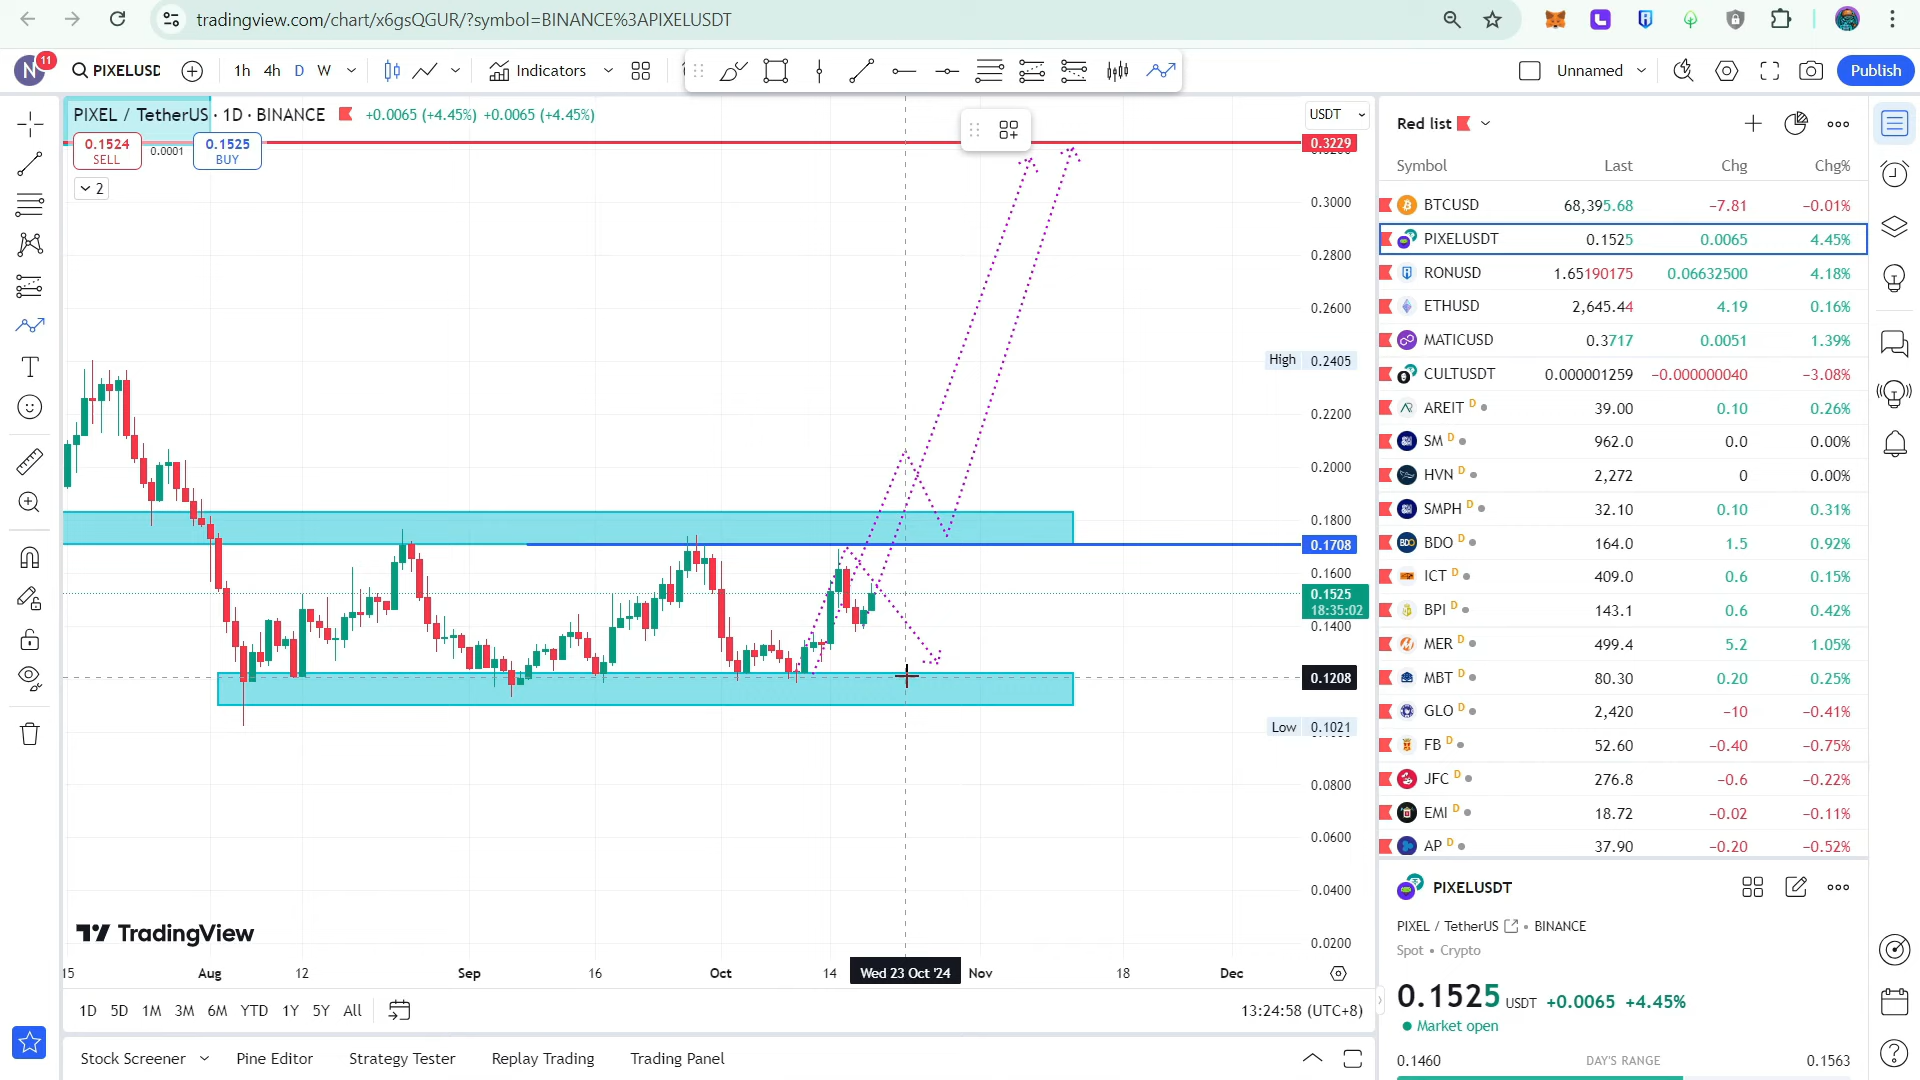 tradingview.com/chart/x6gsQGUR/?symbol=BINANCE%3APIXELUSDT
N 11 PIXELUSD 1h 4h D W Indicators Unnamed Publish
PIXEL / TetherUS · 1D · BINANCE +0.0065 (+4.45%) +0.0065 (+4.45%)
USDT
0.1524 SELL
0.0001
0.1525 BUY
2
0.3229
0.3000
0.2800
0.2600
High 0.2405
0.2200
0.2000
0.1800
0.1708
0.1600
0.1525
18:35:02
0.1400
0.1208
Low 0.1021
0.0800
0.0600
0.0400
0.0200
TradingView
15 Aug 12 Sep 16 Oct 14 Wed 23 Oct '24 Nov 18 Dec
1D 5D 1M 3M 6M YTD 1Y 5Y All
13:24:58 (UTC+8)
Stock Screener Pine Editor Strategy Tester Replay Trading Trading Panel
Red list
Symbol Last Chg Chg%
BTCUSD 68,395.68 −7.81 −0.01%
PIXELUSDT 0.1525 0.0065 4.45%
RONUSD 1.65190175 0.06632500 4.18%
ETHUSD 2,645.44 4.19 0.16%
MATICUSD 0.3717 0.0051 1.39%
CULTUSDT 0.000001259 −0.000000040 −3.08%
AREIT D 39.00 0.10 0.26%
SM D 962.0 0.0 0.00%
HVN D 2,272 0 0.00%
SMPH D 32.10 0.10 0.31%
BDO D 164.0 1.5 0.92%
ICT D 409.0 0.6 0.15%
BPI D 143.1 0.6 0.42%
MER D 499.4 5.2 1.05%
MBT D 80.30 0.20 0.25%
GLO D 2,420 −10 −0.41%
FB D 52.60 −0.40 −0.75%
JFC D 276.8 −0.6 −0.22%
EMI D 18.72 −0.02 −0.11%
AP D 37.90 −0.20 −0.52%
PIXELUSDT
PIXEL / TetherUS • BINANCE
Spot • Crypto
0.1525 USDT +0.0065 +4.45%
Market open
0.1460 DAY'S RANGE 0.1563